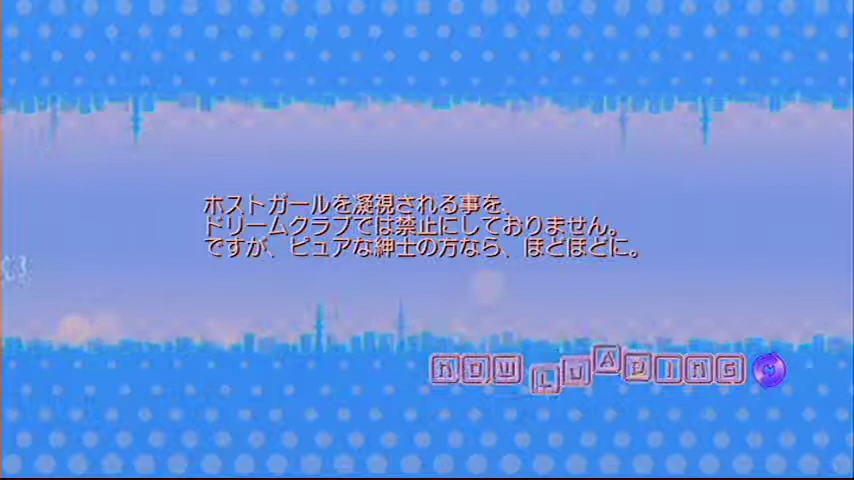 ホストガールを凝視される事を、
ドリームクラブでは禁止にしておりません。
ですが、ピュアな紳士の方なら、ほどほどに。
NOW LOADING